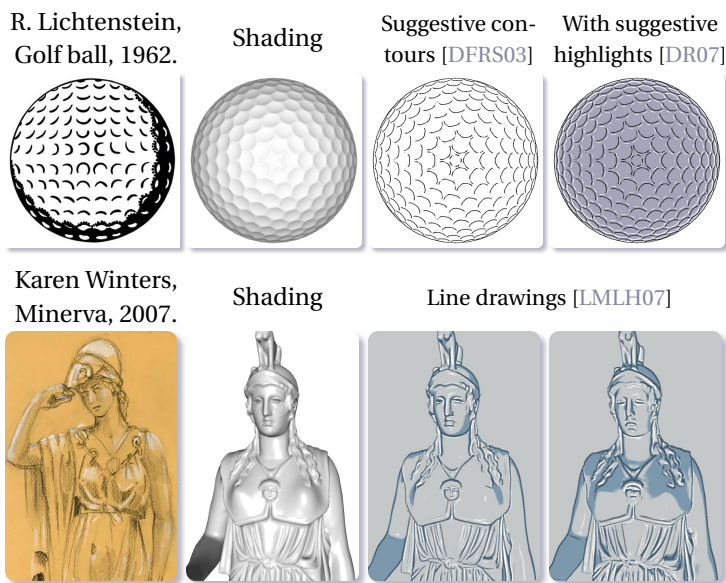 R. Lichtenstein,
Golf ball, 1962.
Shading
Suggestive con-
tours [DFRS03]
With suggestive
highlights [DR07]
Karen Winters,
Minerva, 2007.
Shading
Line drawings [LMLH07]